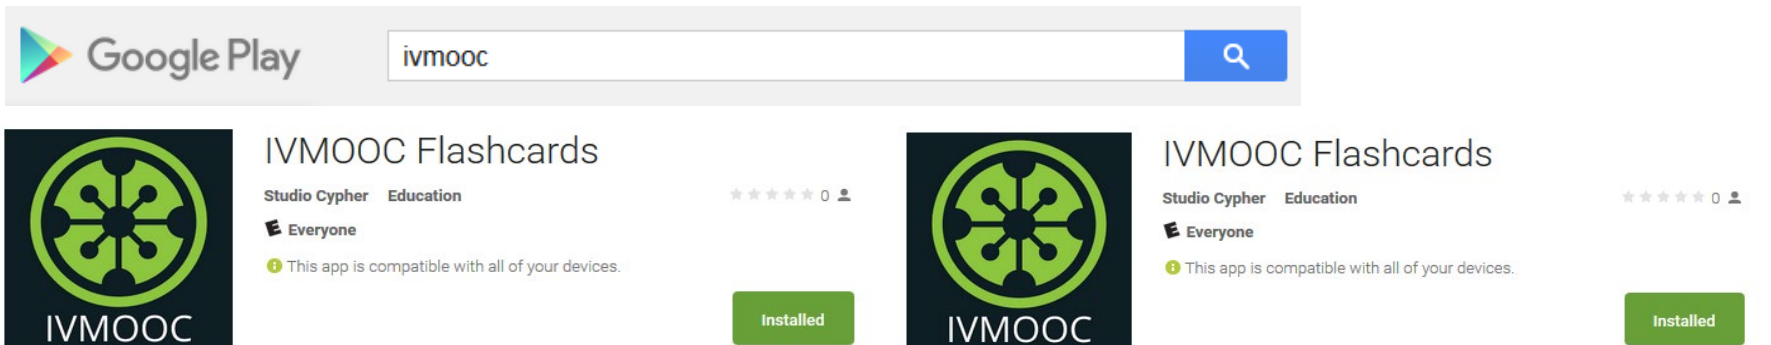 Google Play
ivmooc
IVMOOC Flashcards
Studio Cypher Education
0
E Everyone
This app is compatible with all of your devices.
Installed
IVMOOC
IVMOOC Flashcards
Studio Cypher Education
0
E Everyone
This app is compatible with all of your devices.
Installed
IVMOOC